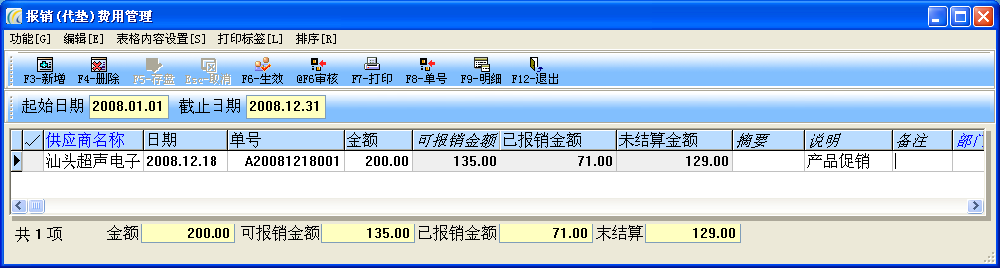 报销(代垫)费用管理
功能[G] 编辑[E] 表格内容设置[S] 打印标签[L] 排序[R]
F3-新增 F4-删除 F5-存盘 Esc-取消 F6-生效 @F6审核 F7-打印 F8-单号 F9-明细 F12-退出
起始日期 2008.01.01 截止日期 2008.12.31
供应商名称 日期 单号 金额 可报销金额 已报销金额 未结算金额 摘要 说明 备注 部门
汕头超声电子 2008.12.18 A20081218001 200.00 135.00 71.00 129.00 产品促销
共 1 项 金额 200.00 可报销金额 135.00 已报销金额 71.00 未结算 129.00